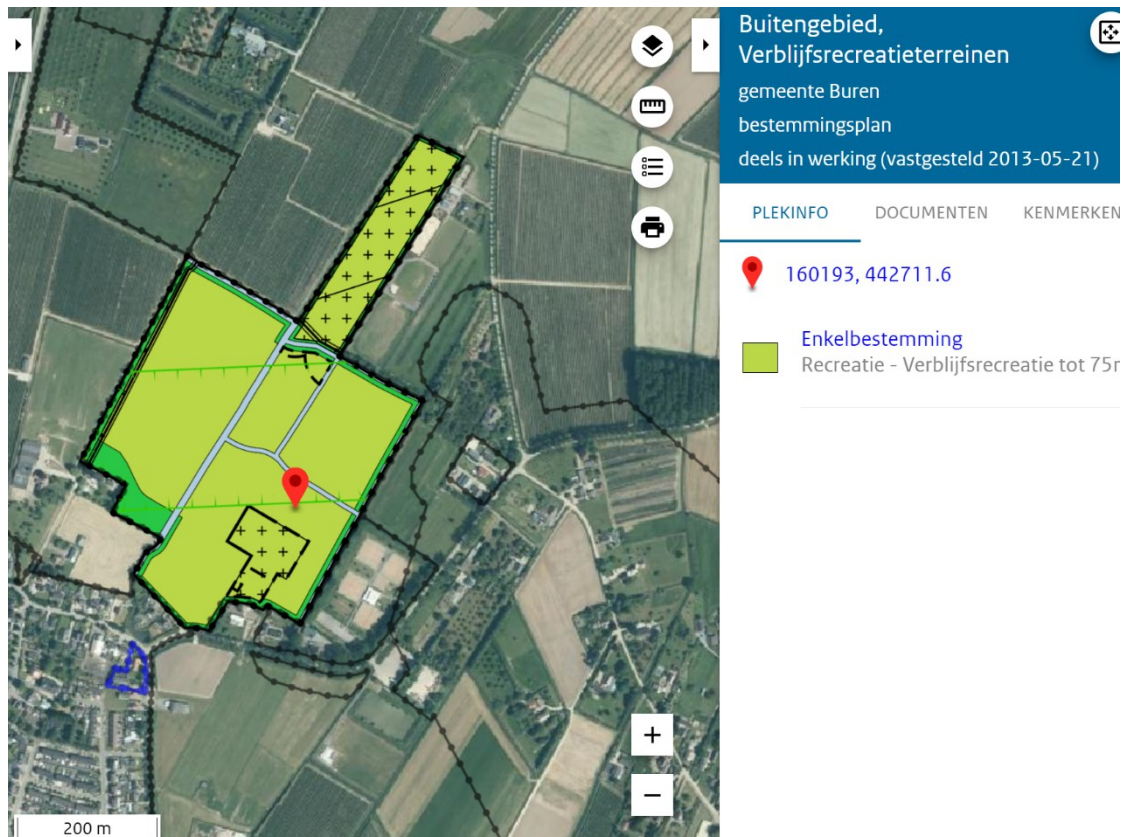 Buitengebied,
Verblijfsrecreatieterreinen
gemeente Buren
bestemmingsplan
deels in werking (vastgesteld 2013-05-21)
PLEKINFO DOCUMENTEN KENMERKEN
160193, 442711.6
Enkelbestemming
Recreatie - Verblijfsrecreatie tot 75
200 m